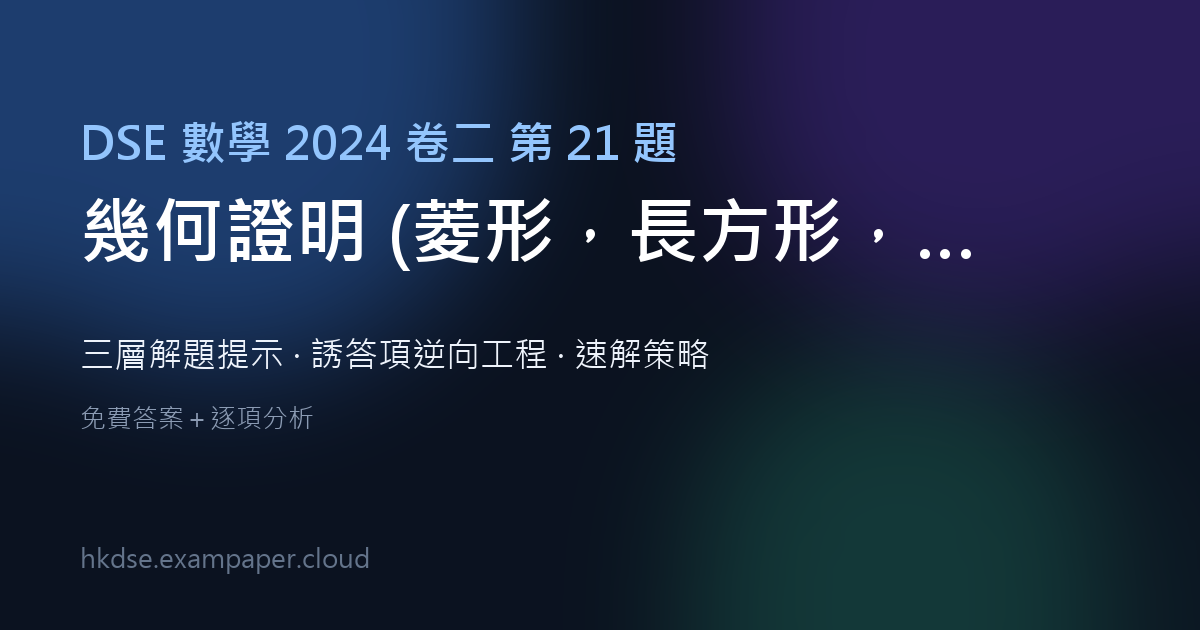 DSE 數學 2024 卷二 第 21 題
幾何證明 (菱形，長方形，...
三層解題提示 · 誘答項逆向工程 · 速解策略
免費答案 + 逐項分析
hkdse.exampaper.cloud